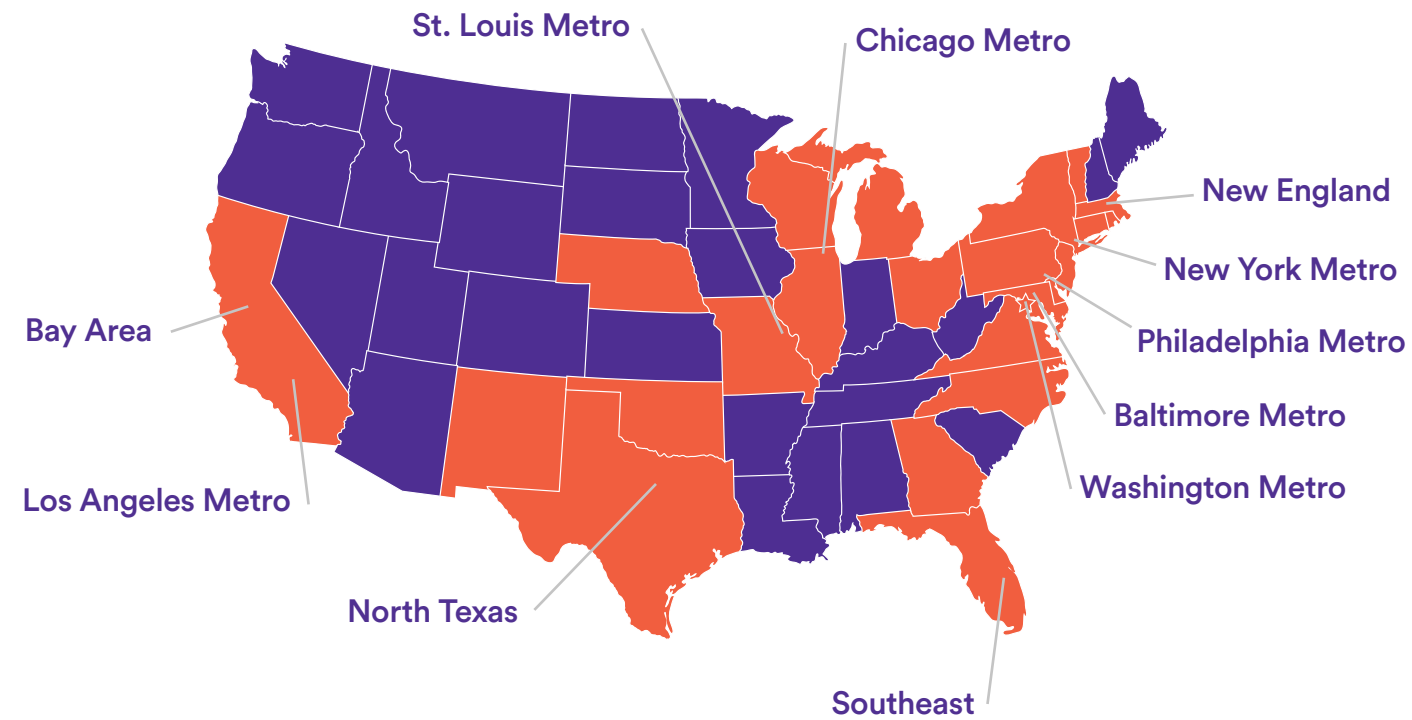 St. Louis Metro
Chicago Metro
New England
New York Metro
Bay Area
Philadelphia Metro
Baltimore Metro
Washington Metro
Los Angeles Metro
North Texas
Southeast